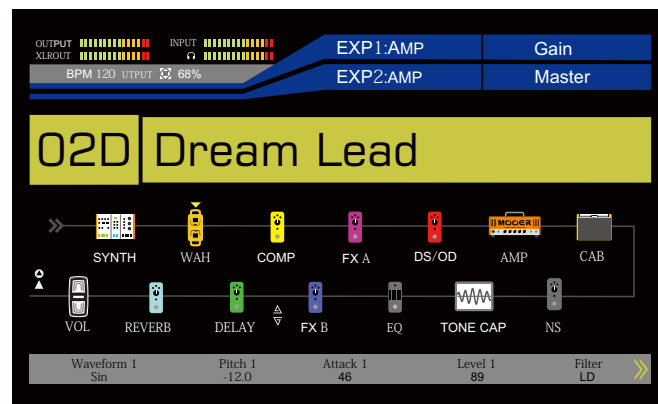 OUTPUT INPUT
XLROUT
BPM 120 UTPUT 68%
EXP1:AMP Gain
EXP2:AMP Master
02D Dream Lead
MOOER
SYNTH WAH COMP FX A DS/OD AMP CAB
VOL REVERB DELAY FX B EQ TONE CAP NS
Waveform 1 Pitch 1 Attack 1 Level 1 Filter
Sin -12.0 46 89 LD